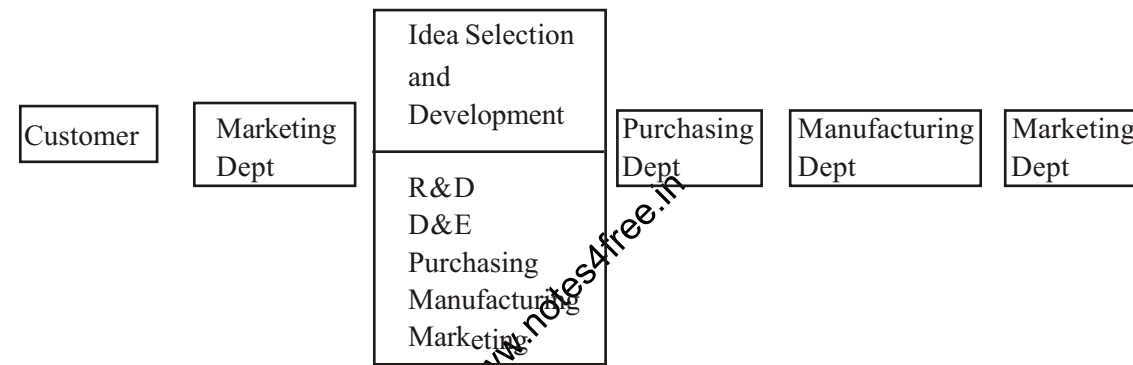 Customer
Marketing
Dept
Idea Selection
and
Development
R&D
D&E
Purchasing
Manufacturing
Marketing
Purchasing
Dept
Manufacturing
Dept
Marketing
Dept
www.notes4free.in